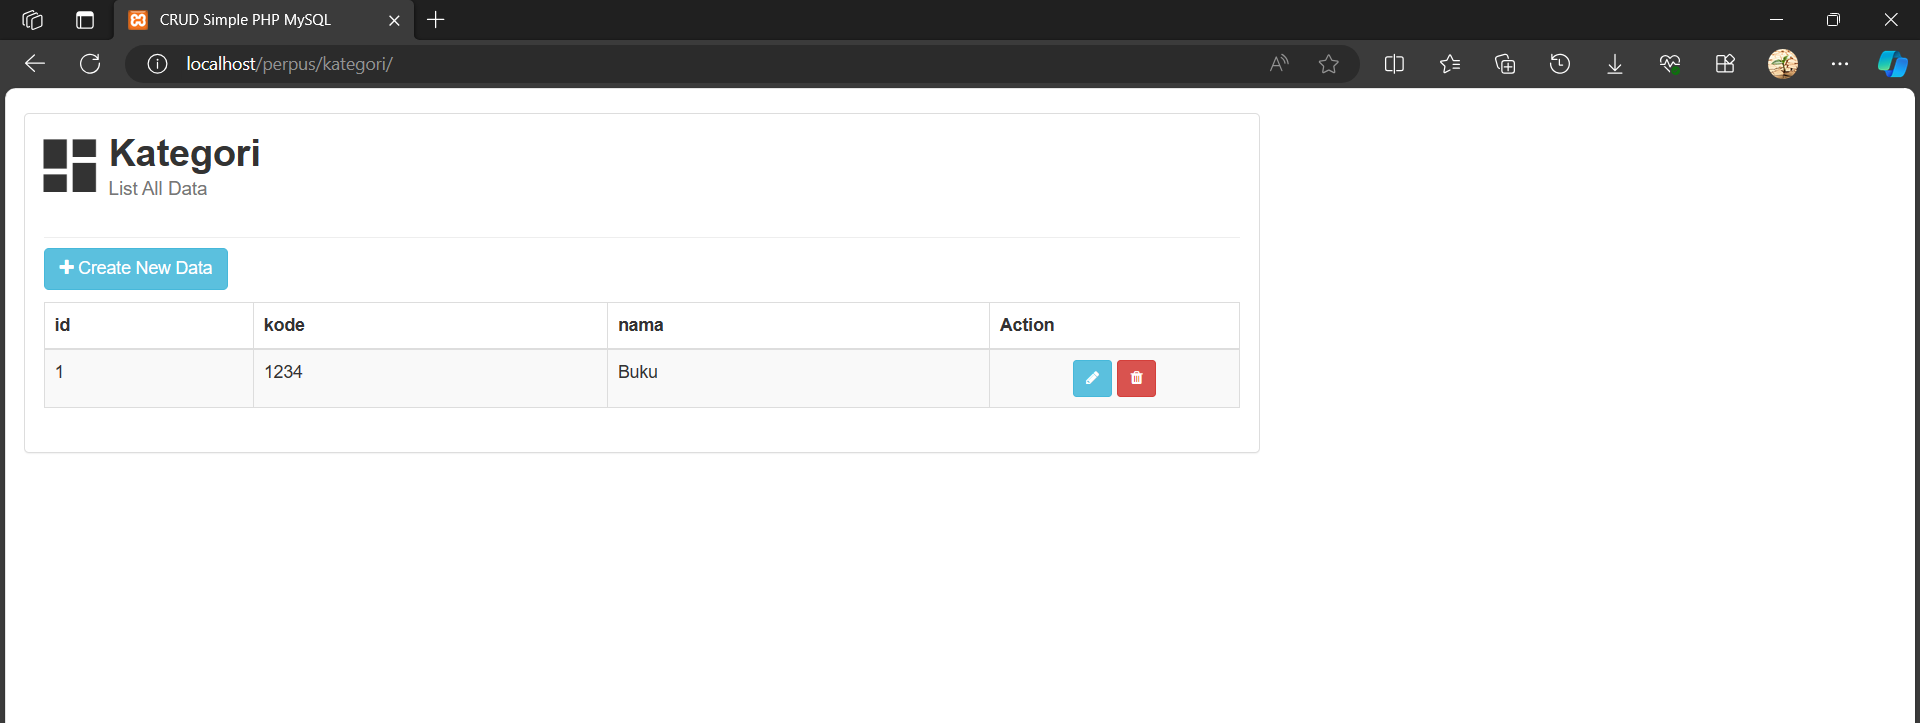 CRUD Simple PHP MySQL
localhost/perpus/kategori/
Kategori
List All Data
Create New Data
id kode nama Action
1 1234 Buku